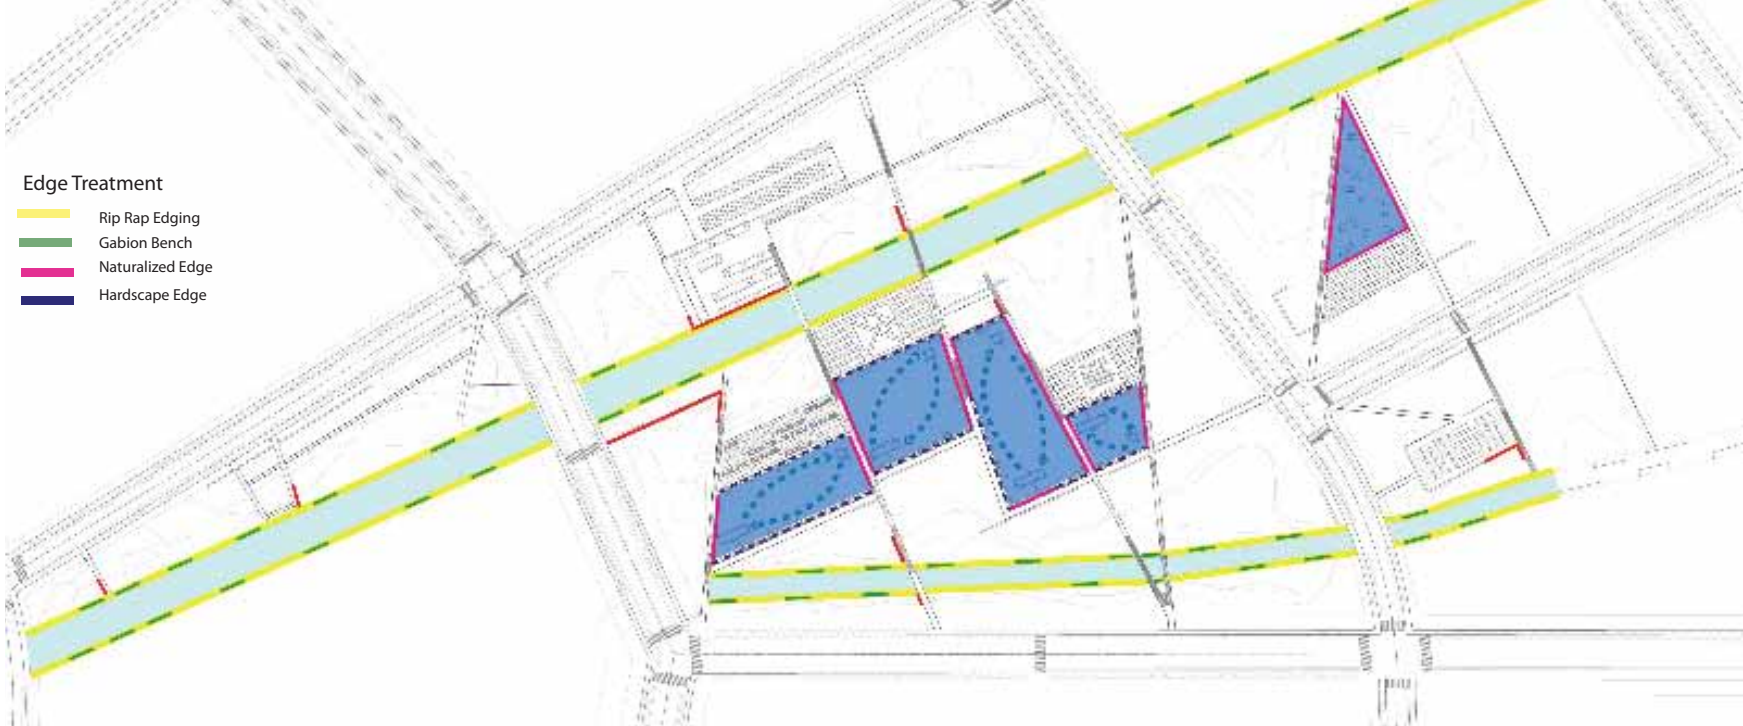 Edge Treatment
Rip Rap Edging
Gabion Bench
Naturalized Edge
Hardscape Edge